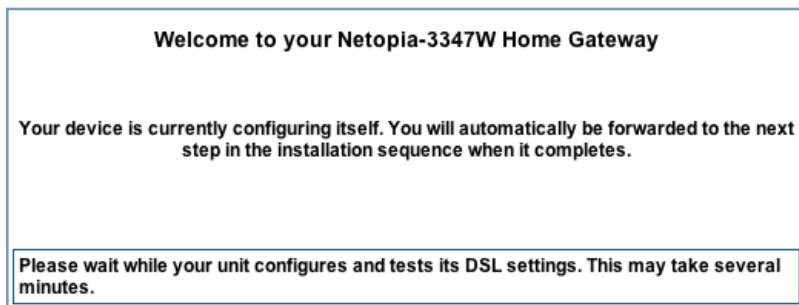 Welcome to your Netopia-3347W Home Gateway
Your device is currently configuring itself. You will automatically be forwarded to the next
step in the installation sequence when it completes.
Please wait while your unit configures and tests its DSL settings. This may take several
minutes.